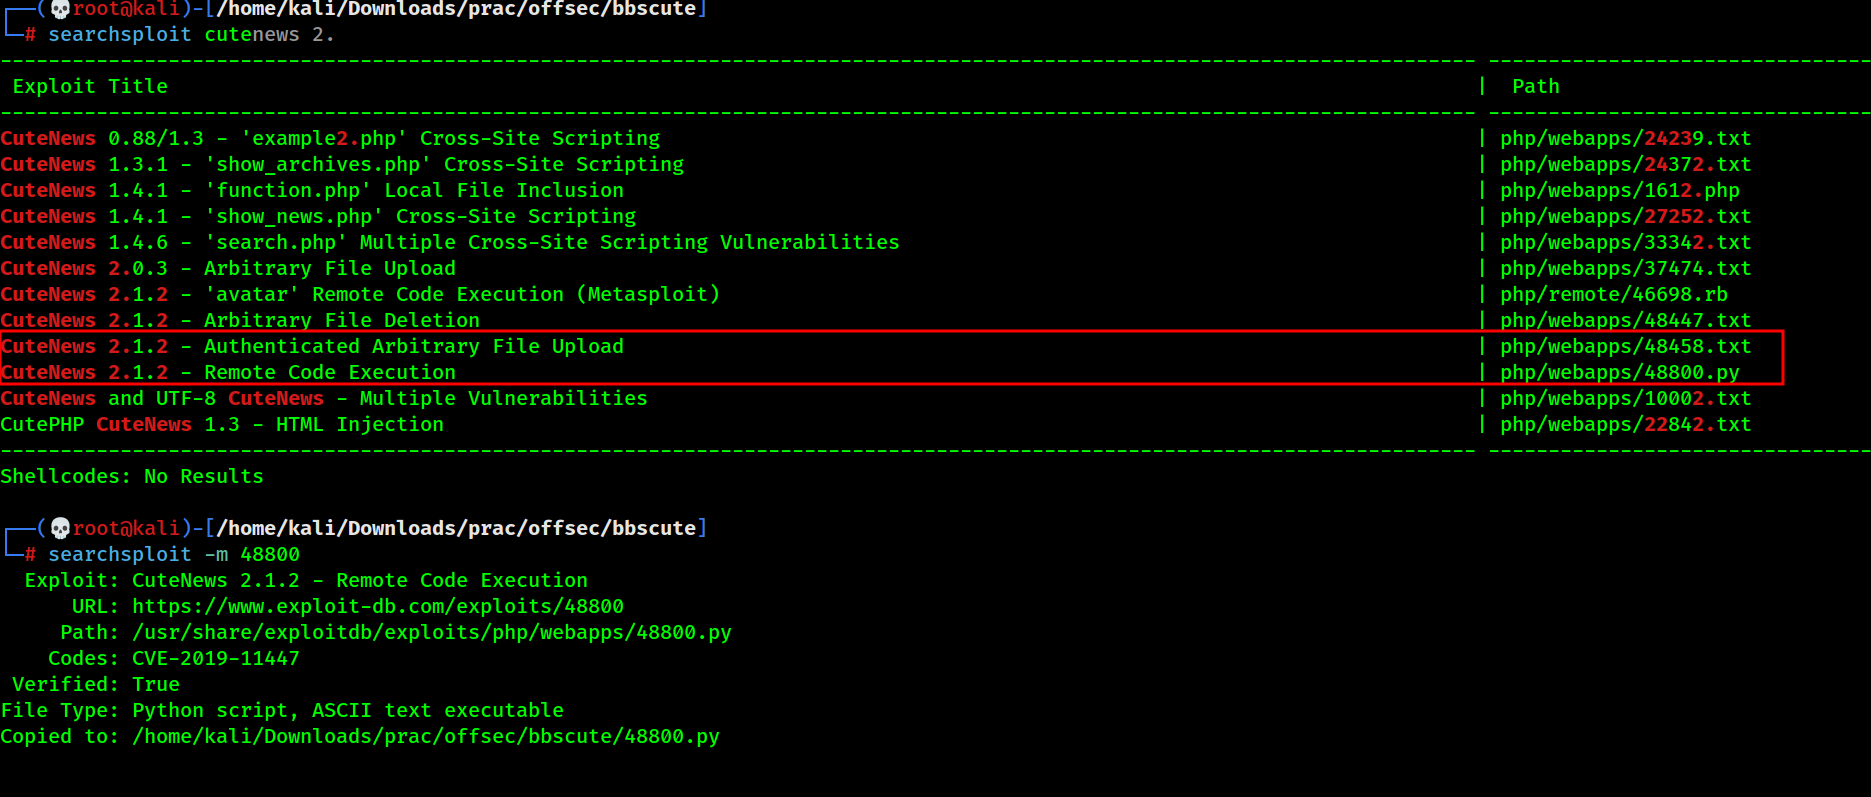 (💀root@kali)-[/home/kali/Downloads/prac/offsec/bbscute]
# searchsploit cutenews 2.
Exploit Title | Path
CuteNews 0.88/1.3 - 'example2.php' Cross-Site Scripting | php/webapps/24239.txt
CuteNews 1.3.1 - 'show_archives.php' Cross-Site Scripting | php/webapps/24372.txt
CuteNews 1.4.1 - 'function.php' Local File Inclusion | php/webapps/1612.php
CuteNews 1.4.1 - 'show_news.php' Cross-Site Scripting | php/webapps/27252.txt
CuteNews 1.4.6 - 'search.php' Multiple Cross-Site Scripting Vulnerabilities | php/webapps/33342.txt
CuteNews 2.0.3 - Arbitrary File Upload | php/webapps/37474.txt
CuteNews 2.1.2 - 'avatar' Remote Code Execution (Metasploit) | php/remote/46698.rb
CuteNews 2.1.2 - Arbitrary File Deletion | php/webapps/48447.txt
CuteNews 2.1.2 - Authenticated Arbitrary File Upload | php/webapps/48458.txt
CuteNews 2.1.2 - Remote Code Execution | php/webapps/48800.py
CuteNews and UTF-8 CuteNews - Multiple Vulnerabilities | php/webapps/10002.txt
CutePHP CuteNews 1.3 - HTML Injection | php/webapps/22842.txt
Shellcodes: No Results
(💀root@kali)-[/home/kali/Downloads/prac/offsec/bbscute]
# searchsploit -m 48800
Exploit: CuteNews 2.1.2 - Remote Code Execution
URL: https://www.exploit-db.com/exploits/48800
Path: /usr/share/exploitdb/exploits/php/webapps/48800.py
Codes: CVE-2019-11447
Verified: True
File Type: Python script, ASCII text executable
Copied to: /home/kali/Downloads/prac/offsec/bbscute/48800.py